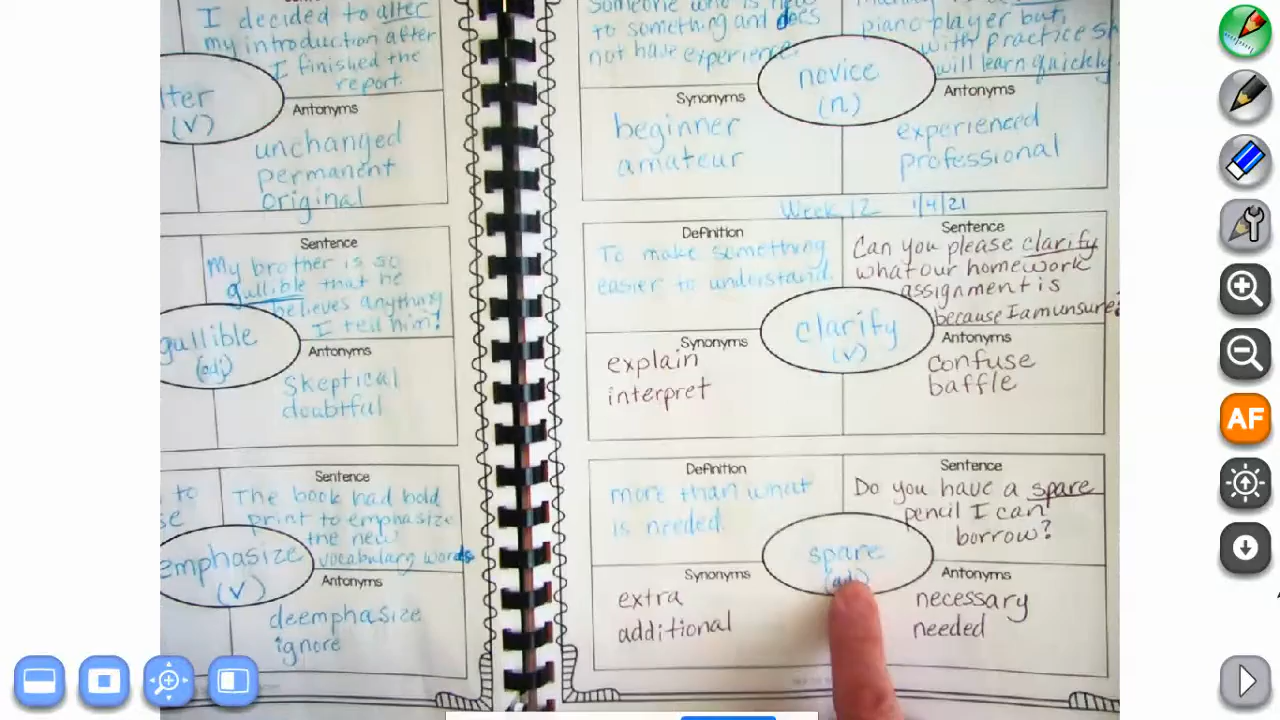 I decided to alter
my introduction after
I finished the
report.
(v)
Antonyms
unchanged
permanent
original
Sentence
My brother is so
gullible that he
believes anything
I tell him!
gullible
(adj)
Antonyms
skeptical
doubtful
to
Sentence
The book had bold
print to emphasize
the new
vocabulary words
emphasize
(v)
Antonyms
deemphasize
ignore
Someone who is new
to something and does
not have experience.
piano player but,
with practice
will learn quickly
novice
(n.)
Synonyms
beginner
amateur
Antonyms
experienced
professional
Week 12 1/4/21
Definition
To make something
easier to understand.
Sentence
Can you please clarify
what our homework
assignment is
because I am unsure?
clarify
(v)
Synonyms
explain
interpret
Antonyms
confuse
baffle
Definition
more than what
is needed.
Sentence
Do you have a spare
pencil I can
borrow?
spare
(adj)
Synonyms
extra
additional
Antonyms
necessary
needed
AF